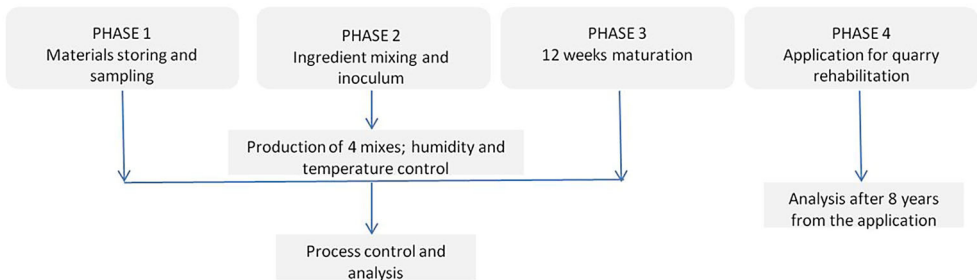 PHASE 1
Materials storing and
sampling
PHASE 2
Ingredient mixing and
inoculum
PHASE 3
12 weeks maturation
PHASE 4
Application for quarry
rehabilitation
Production of 4 mixes; humidity and
temperature control
Analysis after 8 years
from the application
Process control and
analysis